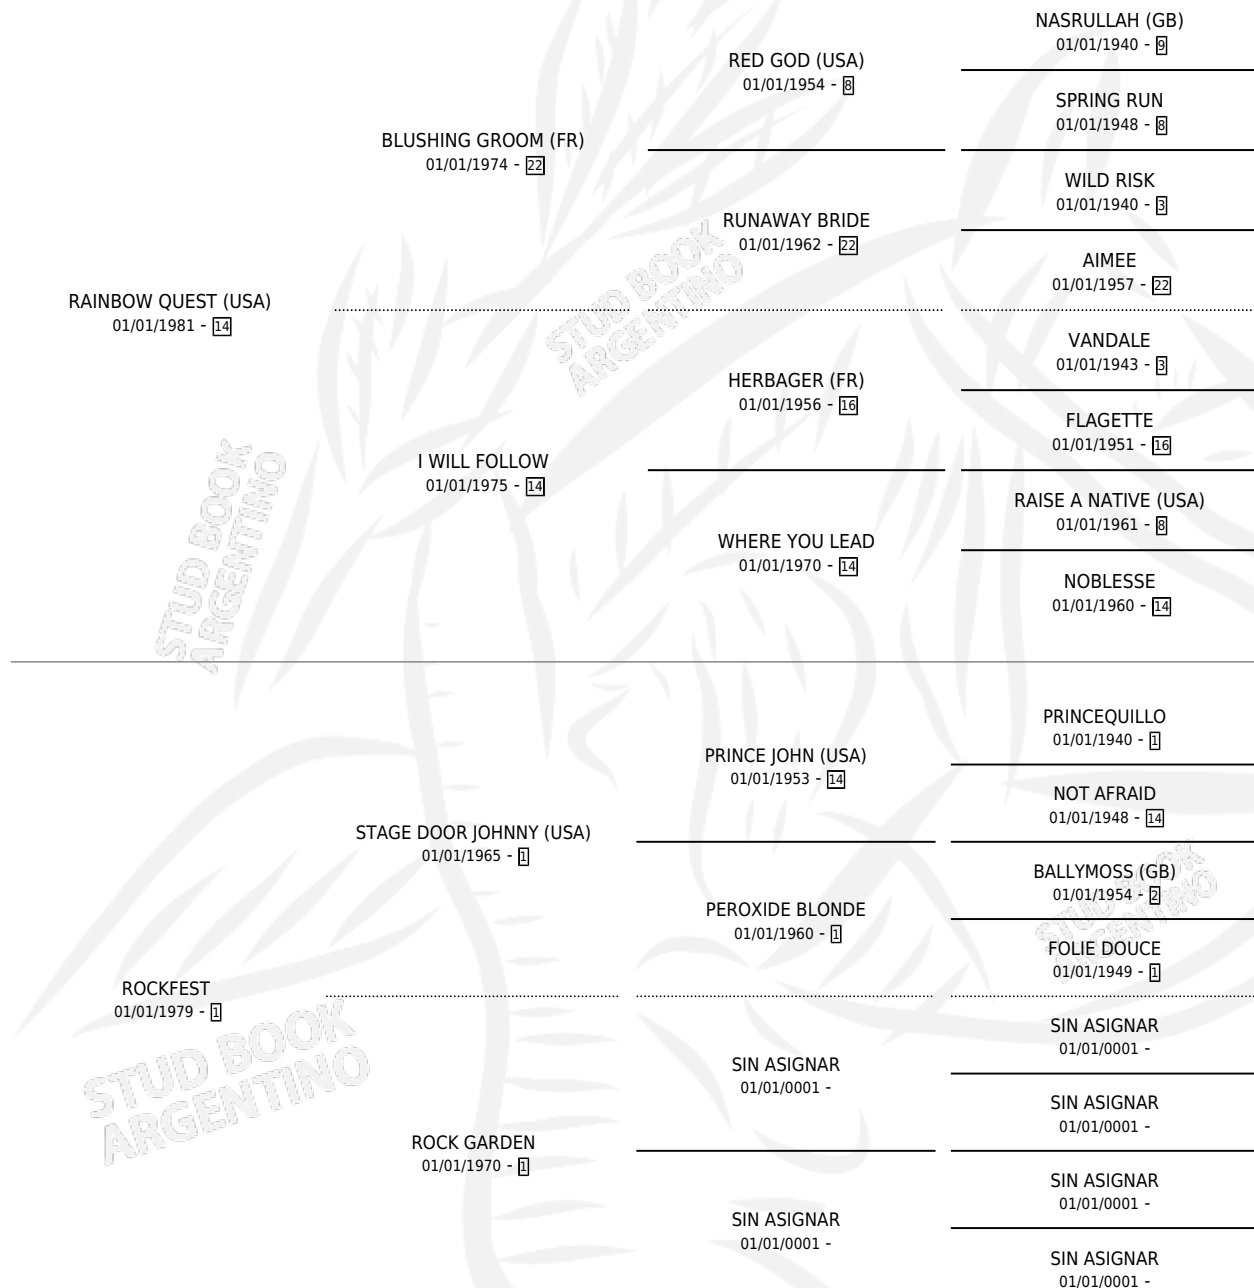 NASRULLAH (GB)
01/01/1940 - 9
RED GOD (USA)
01/01/1954 - 8
SPRING RUN
01/01/1948 - 8
BLUSHING GROOM (FR)
01/01/1974 - 22
WILD RISK
01/01/1940 - 3
RUNAWAY BRIDE
01/01/1962 - 22
AIMEE
01/01/1957 - 22
RAINBOW QUEST (USA)
01/01/1981 - 14
VANDALE
01/01/1943 - 3
HERBAGER (FR)
01/01/1956 - 16
FLAGETTE
01/01/1951 - 16
I WILL FOLLOW
01/01/1975 - 14
RAISE A NATIVE (USA)
01/01/1961 - 8
WHERE YOU LEAD
01/01/1970 - 14
NOBLESSE
01/01/1960 - 14
STUD BOOK
ARGENTINO
STUD BOOK
ARGENTINO
PRINCEQUILLO
01/01/1940 - 1
PRINCE JOHN (USA)
01/01/1953 - 14
NOT AFRAID
01/01/1948 - 14
STAGE DOOR JOHNNY (USA)
01/01/1965 - 1
BALLYMOSS (GB)
01/01/1954 - 2
PEROXIDE BLONDE
01/01/1960 - 1
FOLIE DOUCE
01/01/1949 - 1
STUD BOOK
ARGENTINO
ROCKFEST
01/01/1979 - 1
SIN ASIGNAR
01/01/0001 -
SIN ASIGNAR
01/01/0001 -
SIN ASIGNAR
01/01/0001 -
ROCK GARDEN
01/01/1970 - 1
SIN ASIGNAR
01/01/0001 -
SIN ASIGNAR
01/01/0001 -
SIN ASIGNAR
01/01/0001 -
STUD BOOK
ARGENTINO